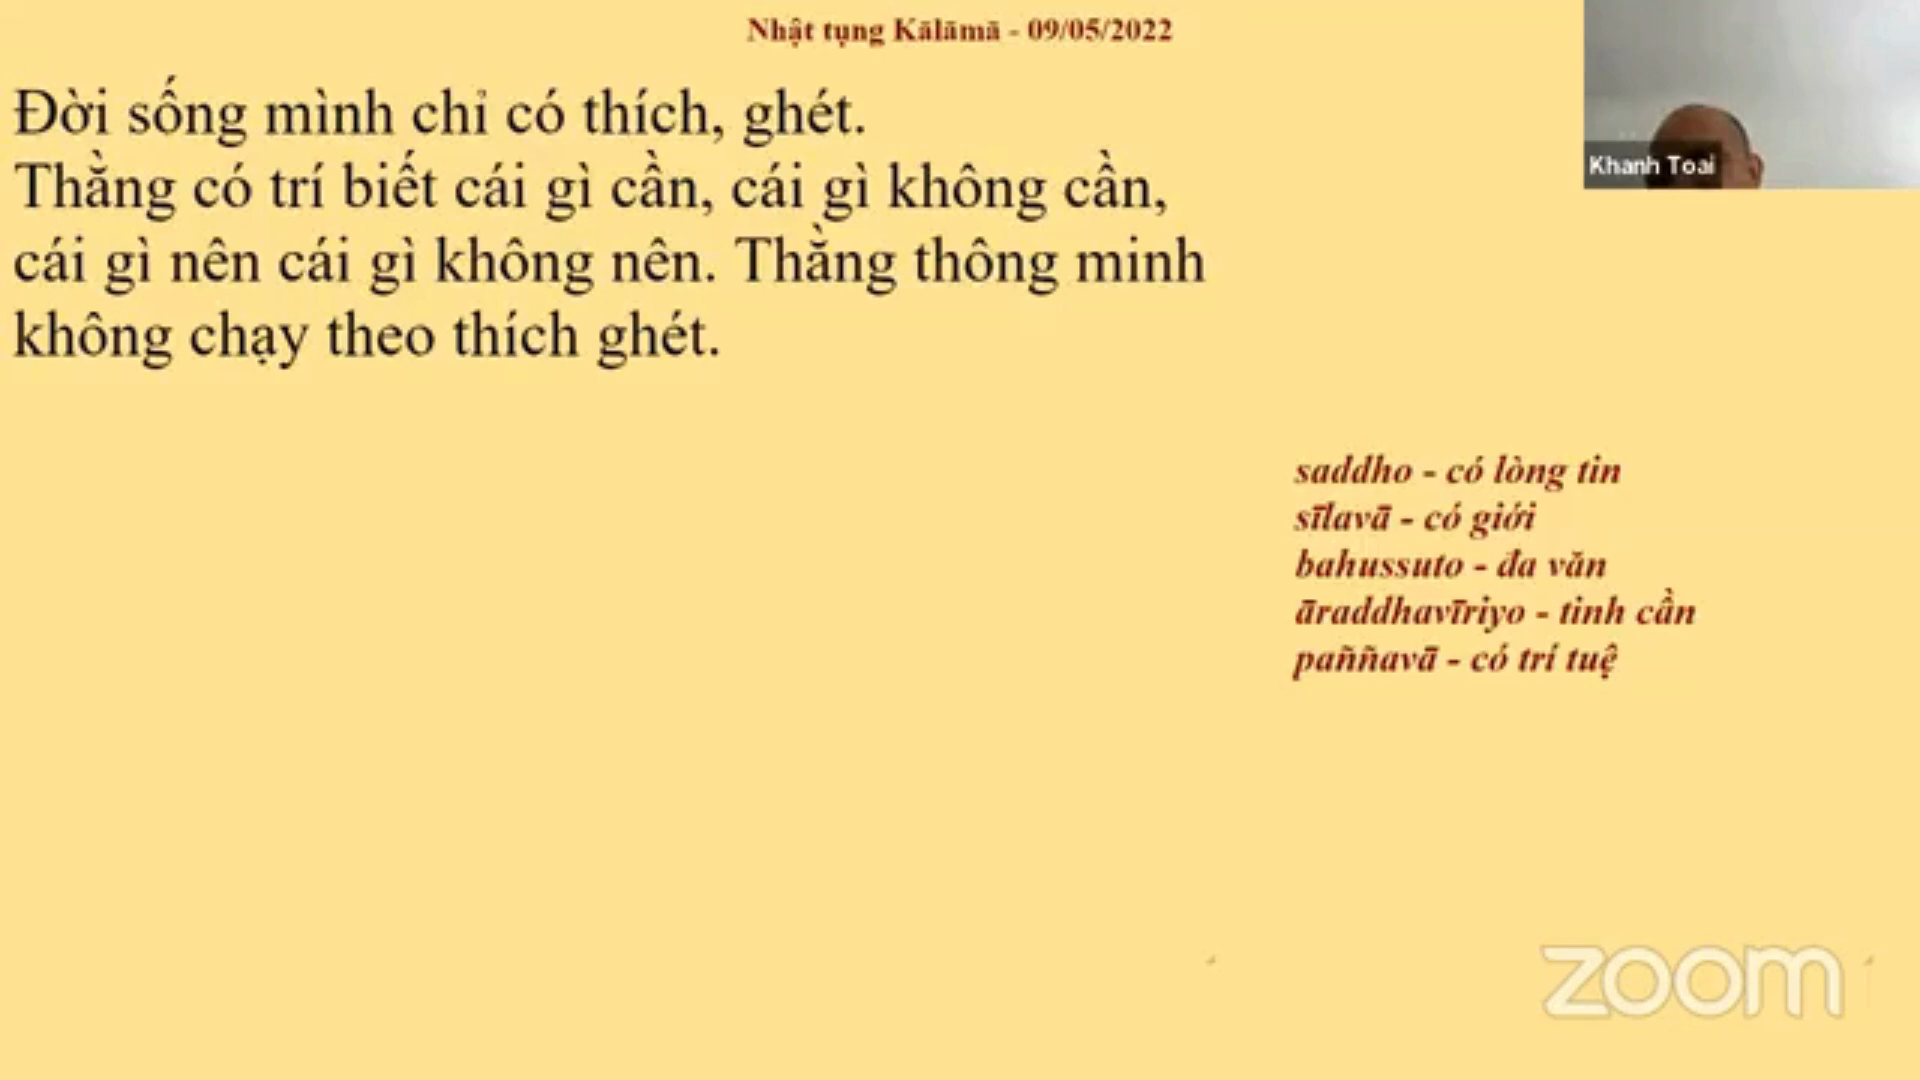 Nhật tụng Kālāmā - 09/05/2022
Đời sống mình chỉ có thích, ghét.
Thằng có trí biết cái gì cần, cái gì không cần,
cái gì nên cái gì không nên. Thằng thông minh
không chạy theo thích ghét.
Khanh Toai
saddho - có lòng tin
sīlavā - có giới
bahussuto - đa văn
āraddhavīriyo - tinh cần
paññavā - có trí tuệ
zoom